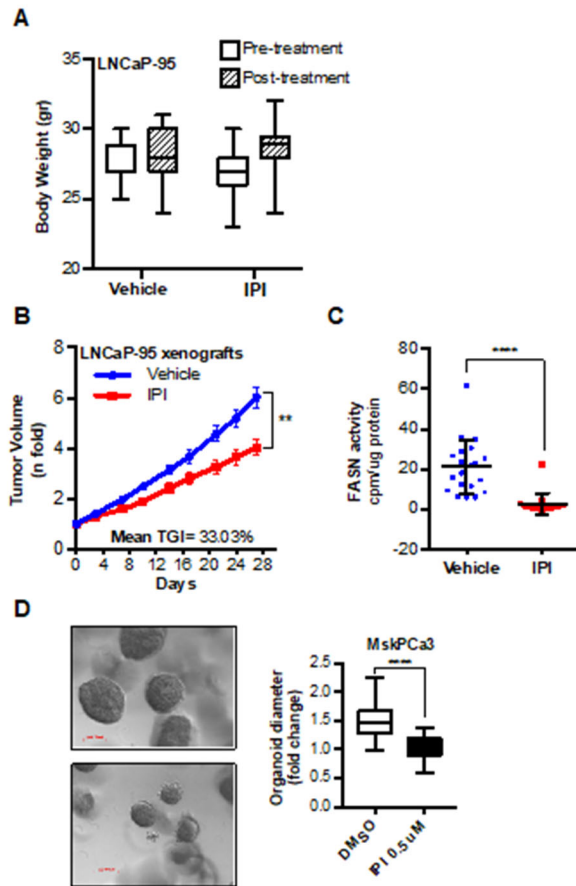 A
LNCaP-95
Pre-treatment
Post-treatment
Body Weight (gr)
35
30
25
20
Vehicle
IPI
B
LNCaP-95 xenografts
Vehicle
IPI
Tumor Volume
(n fold)
8
6
4
2
0
**
Mean TGI= 33.03%
0 4 8 12 16 20 24 28
Days
C
FASN actvity
cpm/ug protein
80
60
40
20
0
-20
****
Vehicle
IPI
D
MskPCa3
****
Organoid diameter
(fold change)
2.5
2.0
1.5
1.0
0.5
0.0
DMSO
IPI 0.5uM